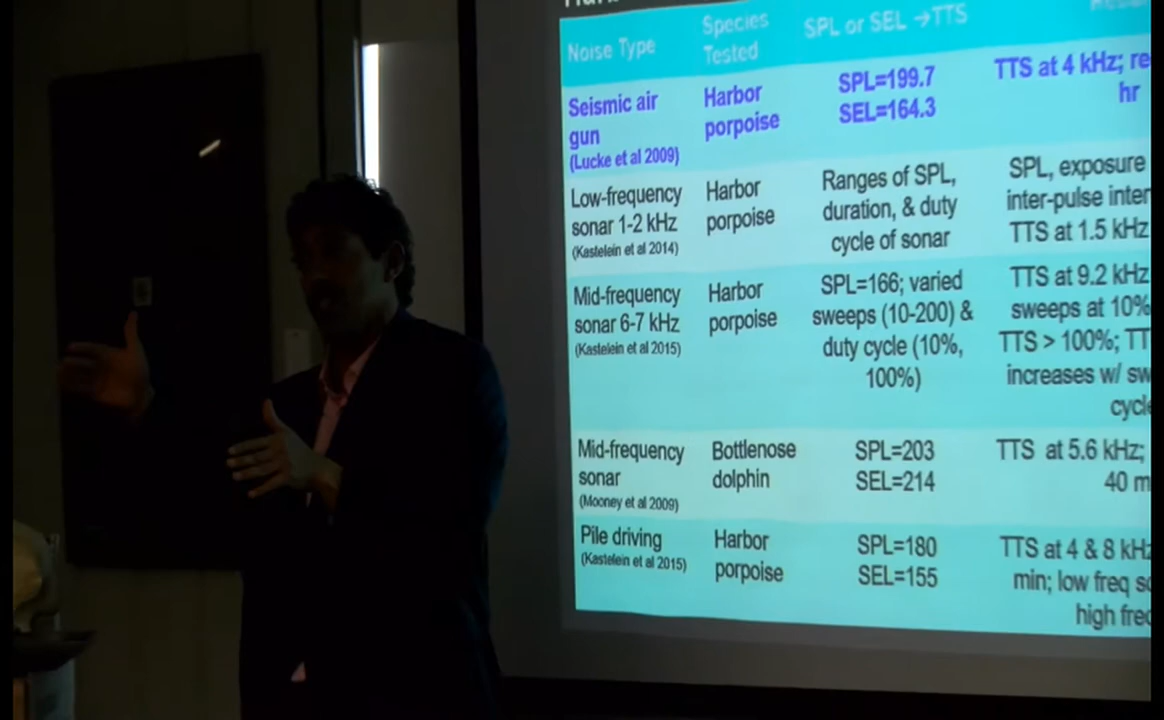 Noise Type
Species
Tested
SPL or SEL →TTS
Seismic air
gun
(Lucke et al 2009)
Harbor
porpoise
SPL=199.7
SEL=164.3
TTS at 4 kHz; re
hr
Low-frequency
sonar 1-2 kHz
(Kastelein et al 2014)
Harbor
porpoise
Ranges of SPL,
duration, & duty
cycle of sonar
SPL, exposure
inter-pulse inter
TTS at 1.5 kHz
Mid-frequency
sonar 6-7 kHz
(Kastelein et al 2015)
Harbor
porpoise
SPL=166; varied
sweeps (10-200) &
duty cycle (10%,
100%)
TTS at 9.2 kHz
sweeps at 10%
TTS > 100%; TT
increases w/ sw
cycle
Mid-frequency
sonar
(Mooney et al 2009)
Bottlenose
dolphin
SPL=203
SEL=214
TTS at 5.6 kHz;
40 m
Pile driving
(Kastelein et al 2015)
Harbor
porpoise
SPL=180
SEL=155
TTS at 4 & 8 kHz
min; low freq so
high freq